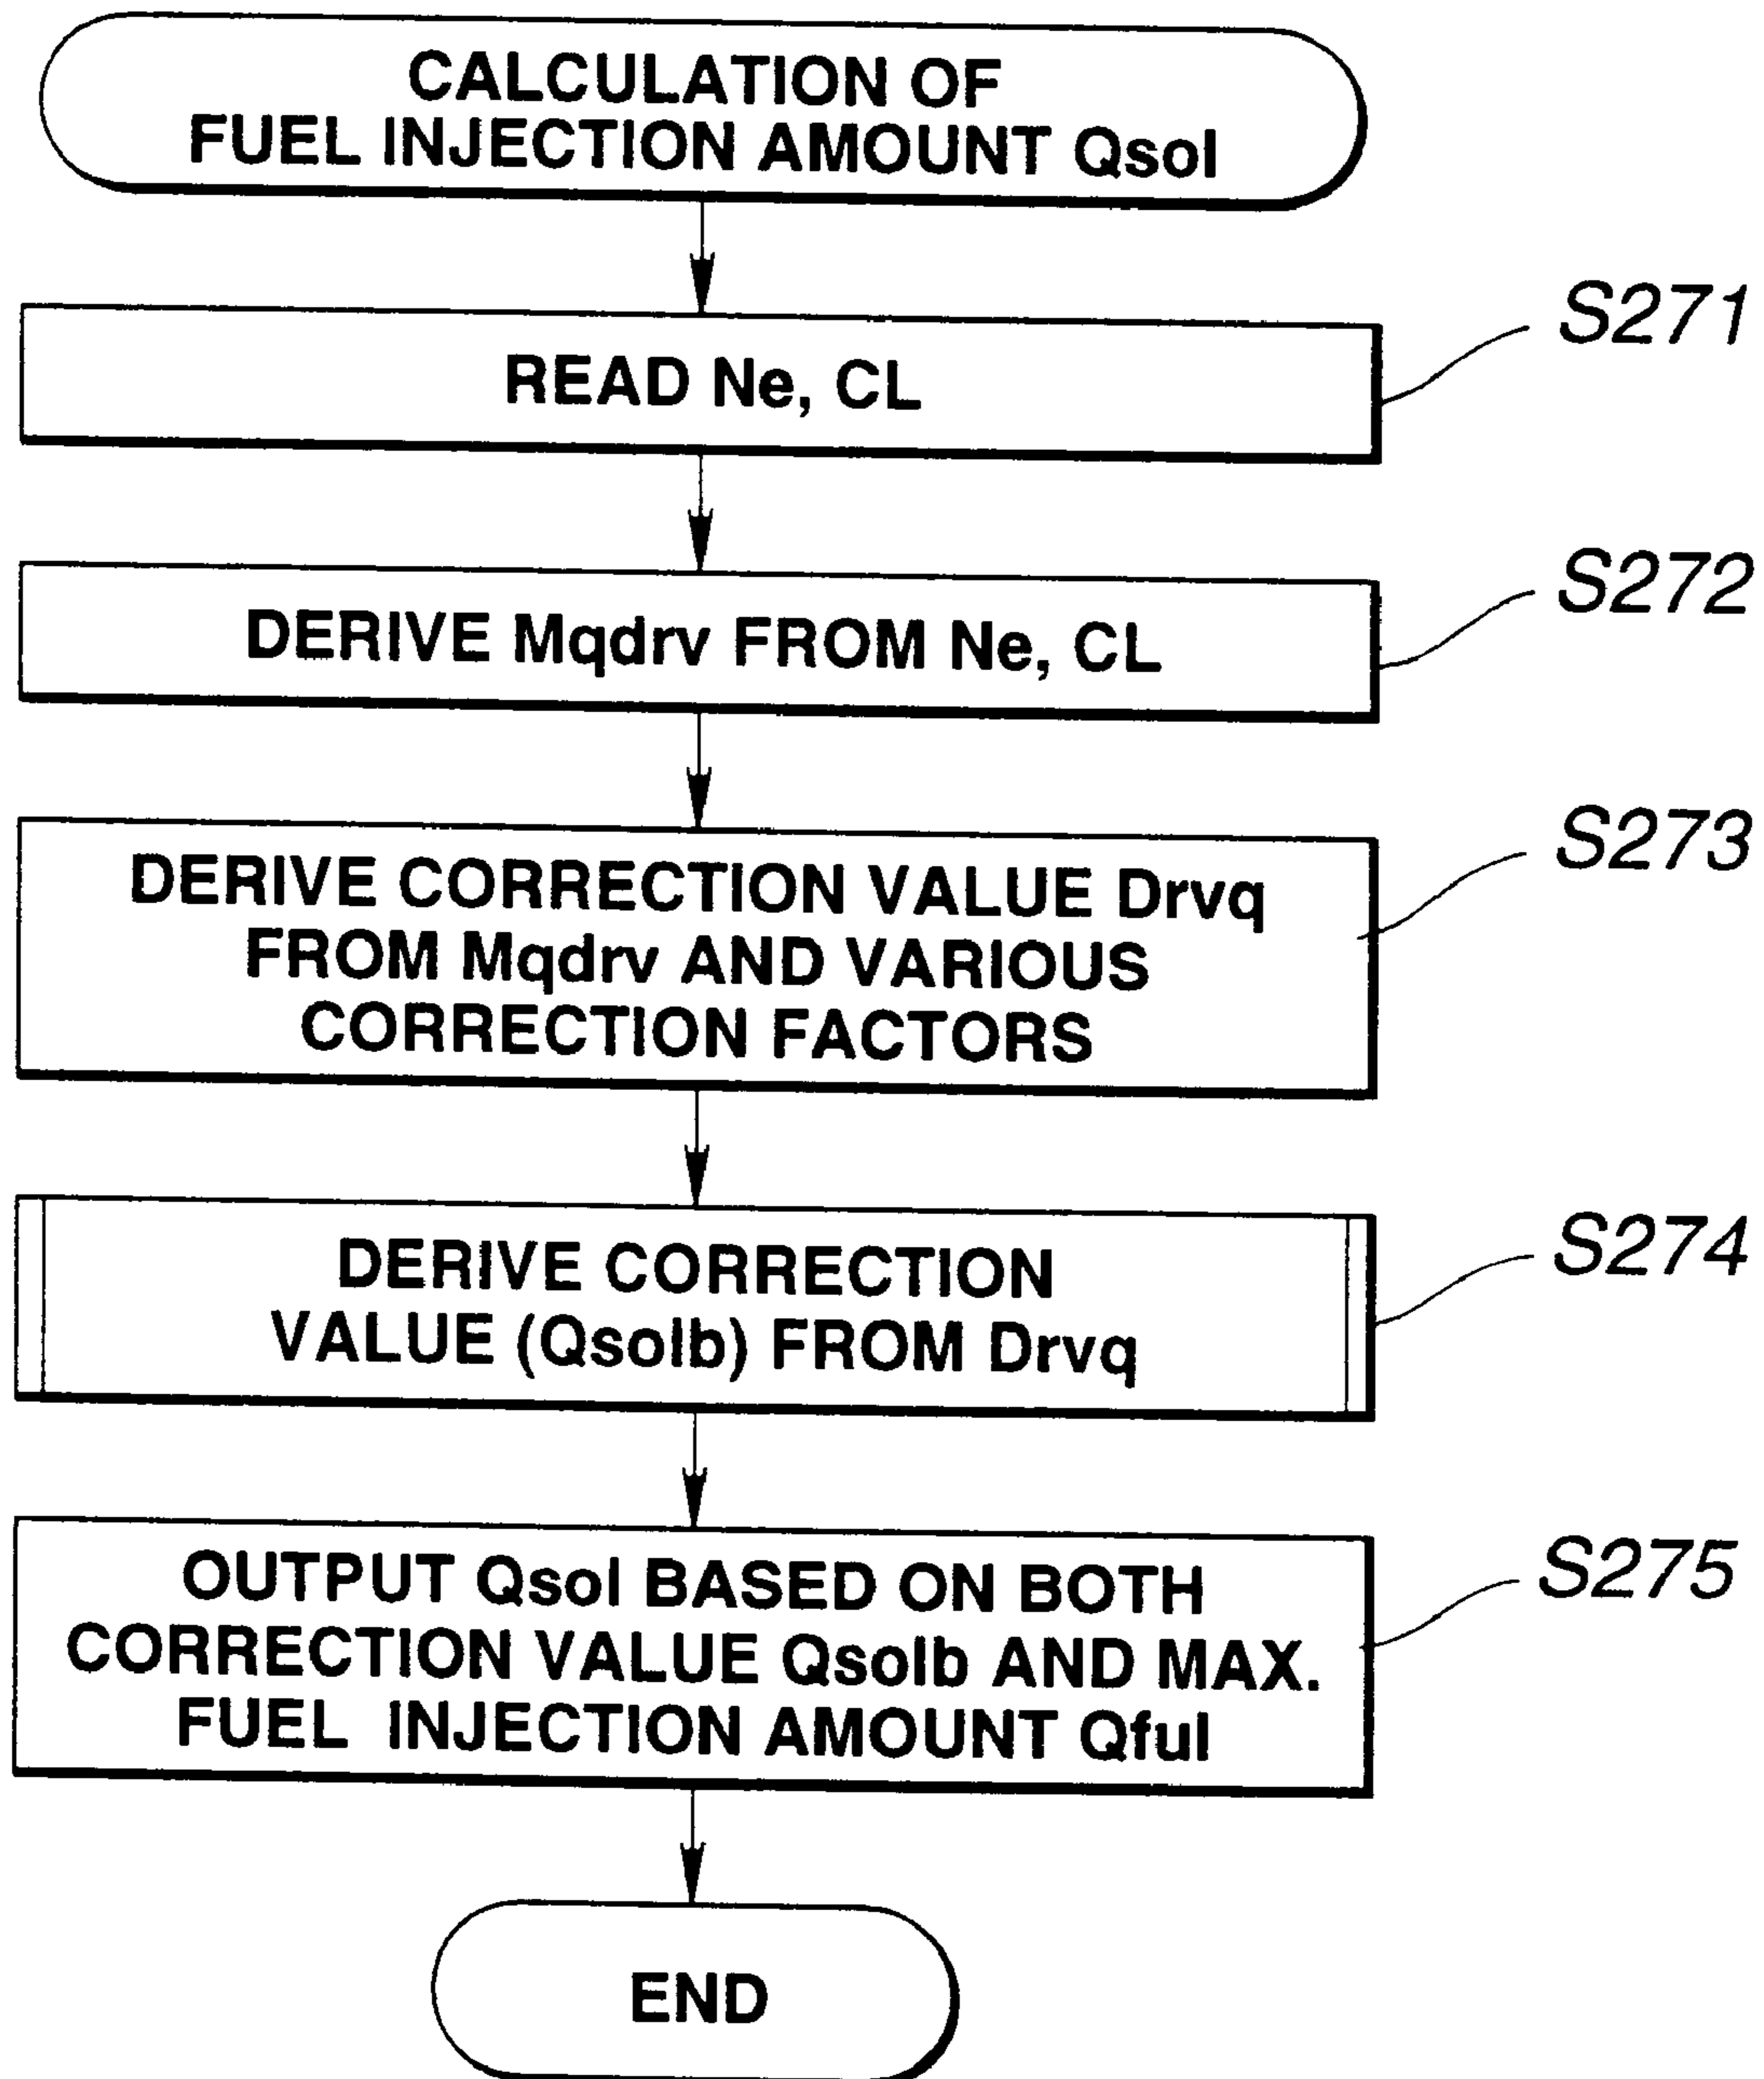 CALCULATION OF
FUEL INJECTION AMOUNT Qsol
S271
READ Ne, CL
S272
DERIVE Mqdrv FROM Ne, CL
S273
DERIVE CORRECTION VALUE Drvq
FROM Mqdrv AND VARIOUS
CORRECTION FACTORS
S274
DERIVE CORRECTION
VALUE (Qsolb) FROM Drvq
S275
OUTPUT Qsol BASED ON BOTH
CORRECTION VALUE Qsolb AND MAX.
FUEL INJECTION AMOUNT Qful
END